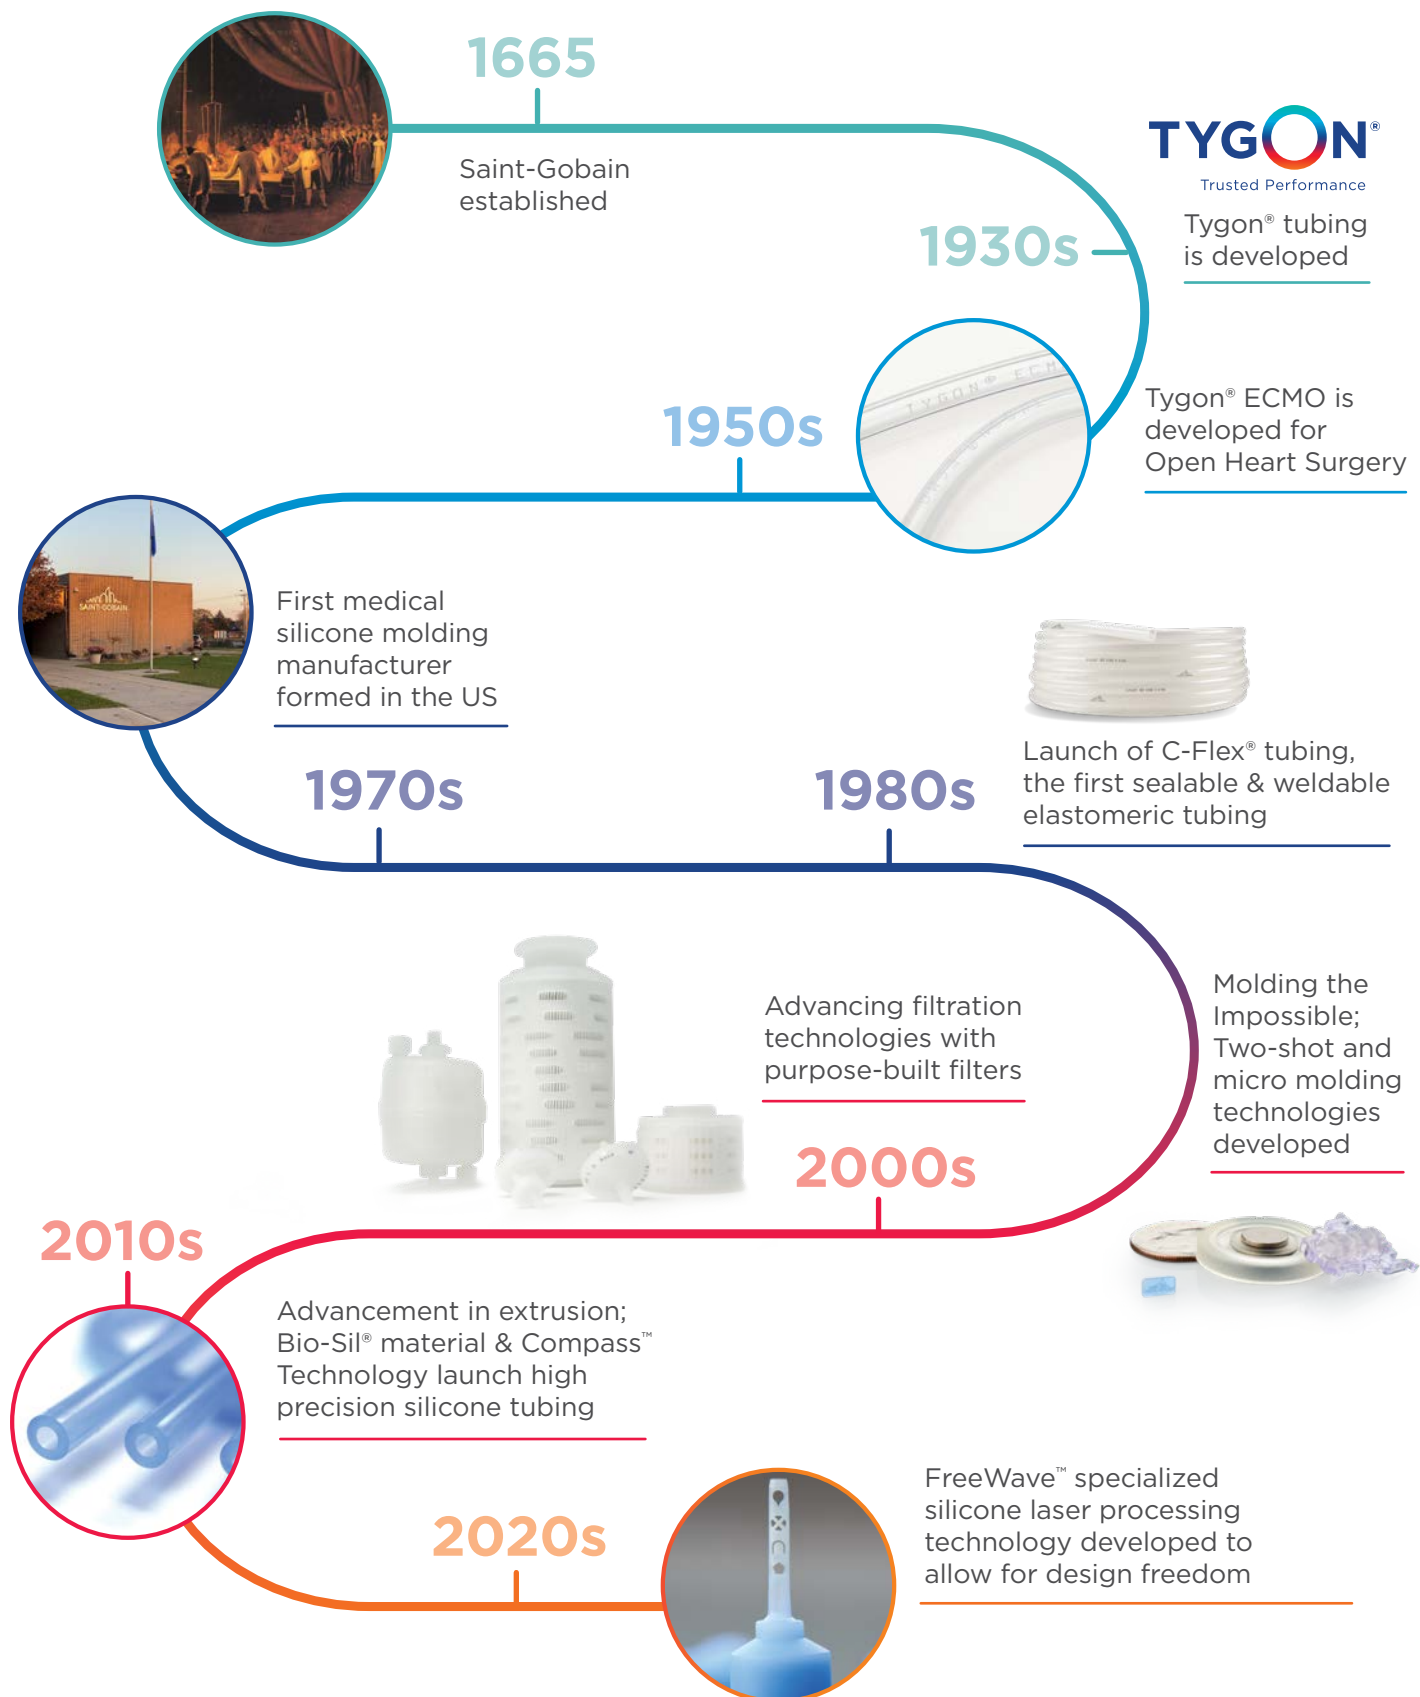 1665
Saint-Gobain
established
TYGON®
Trusted Performance
Tygon® tubing
is developed
1930s
TYGON® ECM
Tygon® ECMO is
developed for
Open Heart Surgery
1950s
SAINT-GOBAIN
First medical
silicone molding
manufacturer
formed in the US
1970s
1980s
Launch of C-Flex® tubing,
the first sealable & weldable
elastomeric tubing
Molding the
Impossible;
Two-shot and
micro molding
technologies
developed
Advancing filtration
technologies with
purpose-built filters
2000s
2010s
Advancement in extrusion;
Bio-Sil® material & Compass™
Technology launch high
precision silicone tubing
2020s
FreeWave™ specialized
silicone laser processing
technology developed to
allow for design freedom